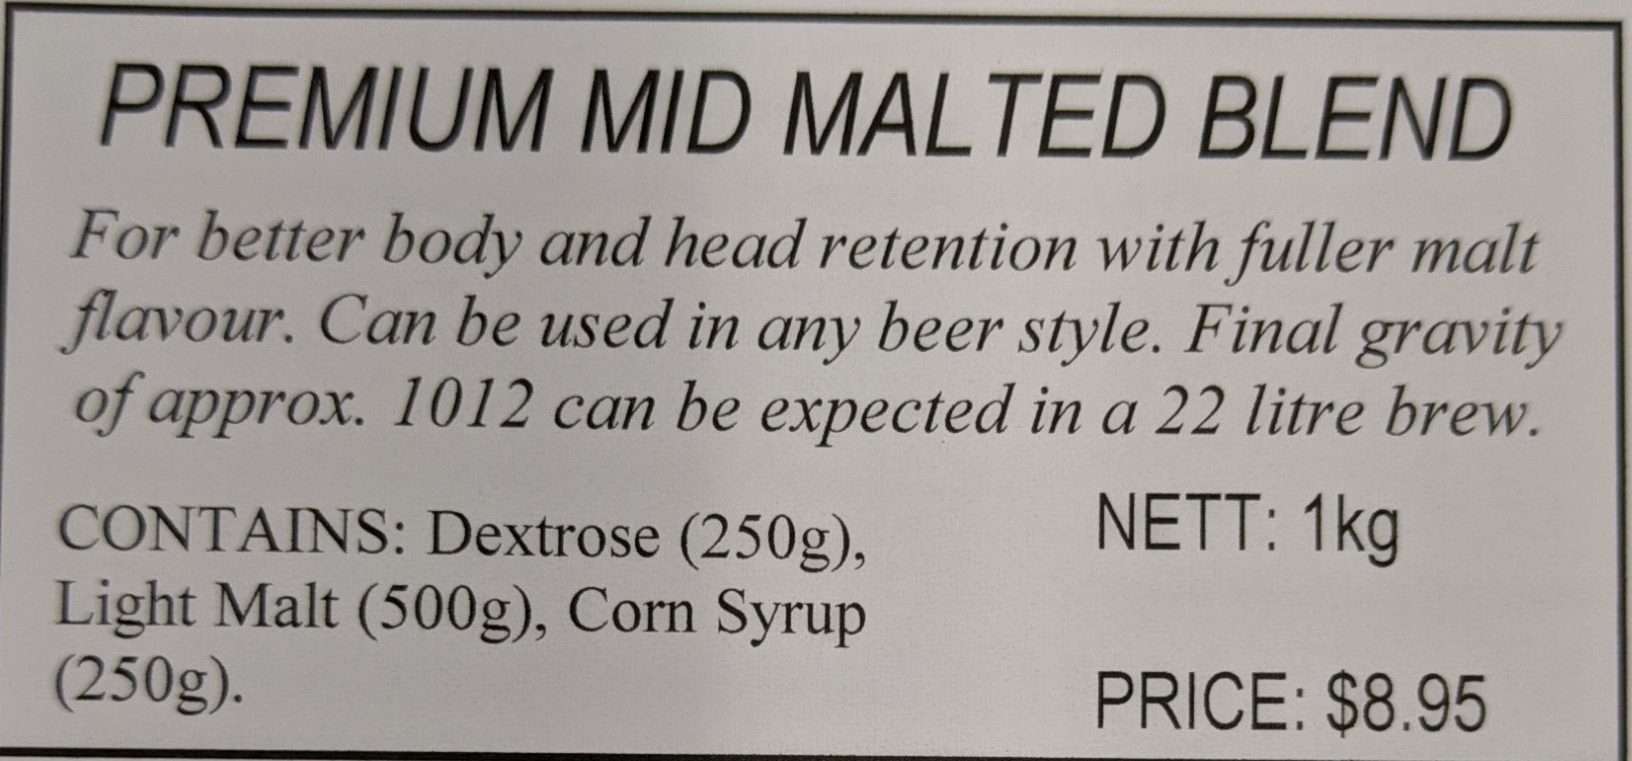 PREMIUM MID MALTED BLEND
For better body and head retention with fuller malt
flavour. Can be used in any beer style. Final gravity
of approx. 1012 can be expected in a 22 litre brew.
CONTAINS: Dextrose (250g),
Light Malt (500g), Corn Syrup
(250g).
NETT: 1kg
PRICE: $8.95